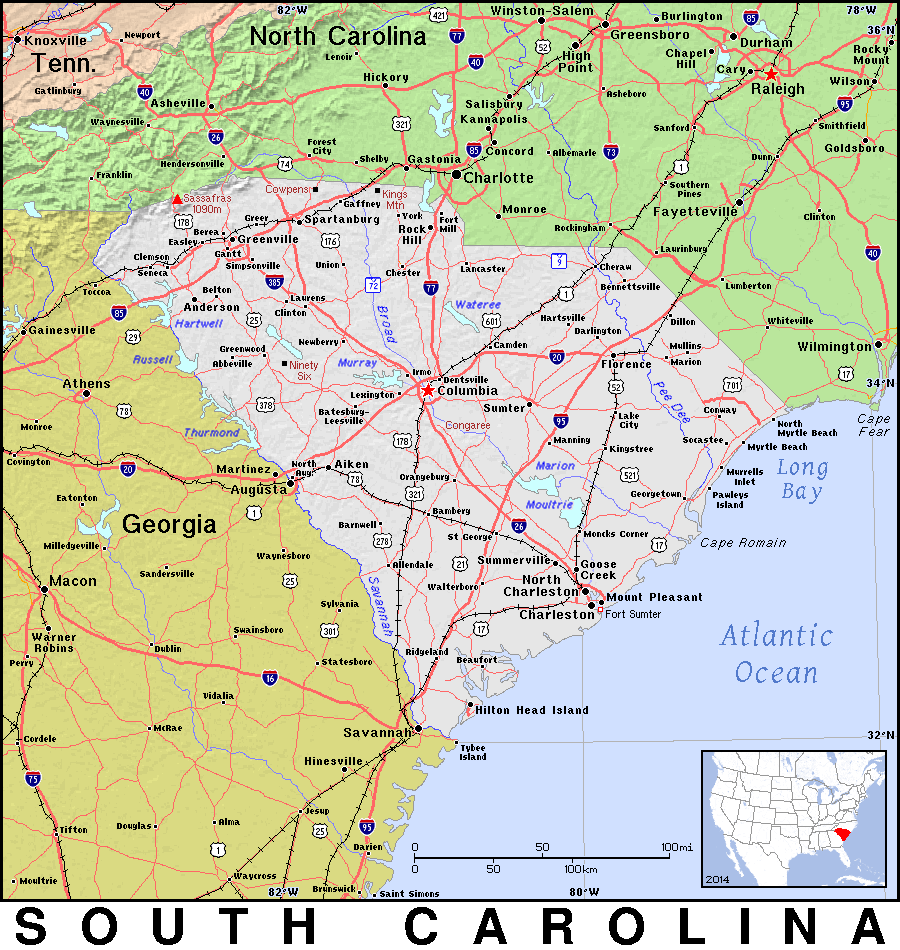 82°W
78°W
36°N
421
Winston-Salem
Burlington
Greensboro
85
77
Knoxville
Newport
North Carolina
52
High
Point
Durham
Chapel
Hill
Rocky
Mount
Tenn.
Lenoir
40
Cary
Raleigh
Wilson
Gatlinburg
40
Hickory
Asheboro
95
Asheville
Salisbury
Kannapolis
Waynesville
26
321
Sanford
Smithfield
Forest
City
85
Concord
Albemarle
73
Goldsboro
Hendersonville
74
Shelby
Gastonia
Dunn
1
Franklin
Charlotte
Cowpens
Kings
Mtn
Southern
Pines
Sassafras
1090m
Gaffney
Fayetteville
178
Greer
Spartanburg
York
Fort
Mill
Monroe
Clinton
Berea
Rock
Hill
Rockingham
Easley
Greenville
176
Clemson
Gantt
Laurinburg
40
Seneca
Simpsonville
Union
Chester
Lancaster
9
Cheraw
Toccoa
Belton
385
72
77
Bennettsville
Lumberton
Anderson
Laurens
Clinton
Broad
Wateree
1
85
Hartwell
25
601
Hartsville
Dillon
Gainesville
29
Darlington
Whiteville
Newberry
Camden
Mullins
Wilmington
Russell
Greenwood
Abbeville
Ninety
Six
Murray
Irmo
20
Florence
Marion
17
Athens
Dentsville
34°N
Lexington
Columbia
52
Pee Dee
701
78
Thurmond
378
Batesburg-
Leesville
Sumter
Conway
Cape
Fear
Monroe
Congaree
95
Lake
City
North
Myrtle Beach
178
Manning
Socastee
Myrtle Beach
Covington
20
Martinez
North
Aug.
Aiken
Kingstree
Murrells
Inlet
Long
Bay
78
Orangeburg
Marion
521
Augusta
321
Georgetown
Pawleys
Island
Eatonton
1
Moultrie
Georgia
Barnwell
Bamberg
26
Milledgeville
278
St George
Moncks Corner
17
Cape Romain
Waynesboro
Allendale
21
Summerville
Goose
Creek
Sandersville
25
Macon
Walterboro
North
Charleston
Mount Pleasant
Savannah
Charleston
Fort Sumter
Sylvania
Warner
Robins
Swainsboro
301
17
Atlantic
Ocean
Dublin
Ridgeland
Perry
Statesboro
Beaufort
16
Vidalia
Hilton Head Island
McRae
Savannah
32°N
Cordele
Tybee
Island
Hinesville
75
Jesup
0
50
100mi
Tifton
Douglas
Alma
25
95
0
50
100km
1
Darien
Waycross
Moultrie
82°W
Brunswick
Saint Simons
80°W
2014
SOUTH CAROLINA